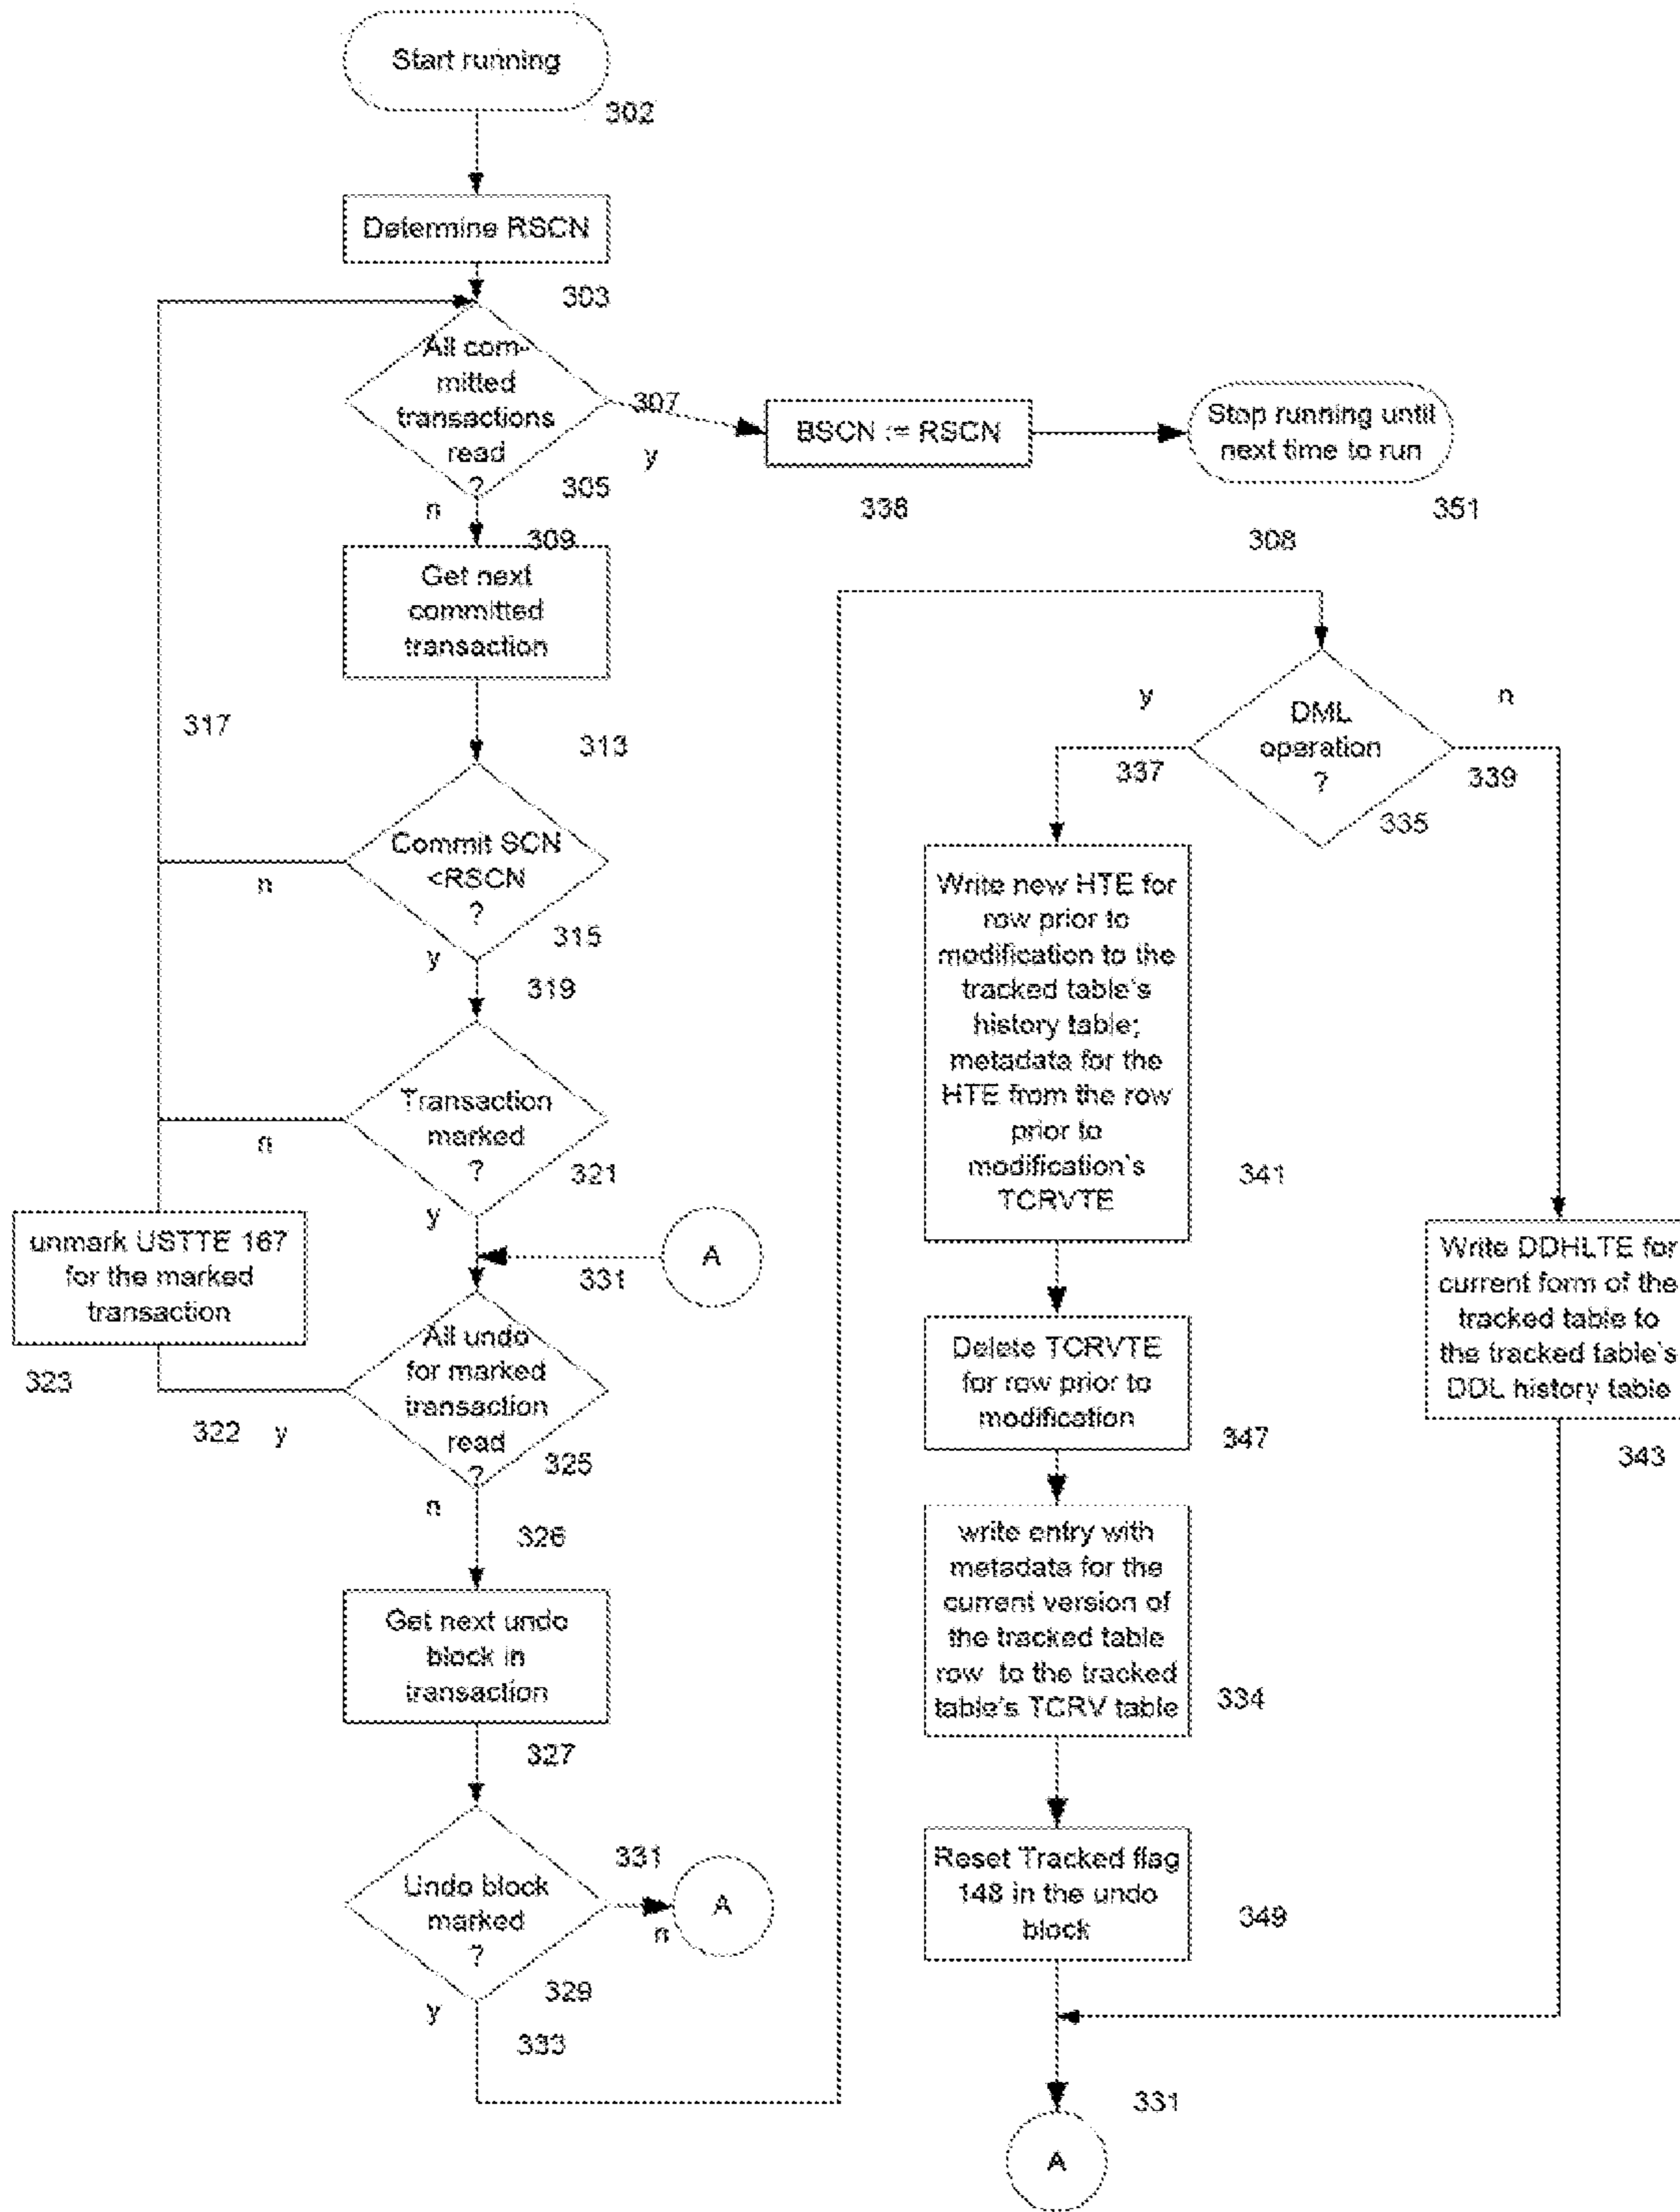 Start running
302
Determine RSCN
303
All com-
mitted
transactions
read
?
305
307
y
n
309
BSCN := RSCN
338
Stop running until
next time to run
351
308
Get next
committed
transaction
313
317
Commit SCN
<RSCN
?
315
n
y
319
Transaction
marked
?
321
n
y
331
A
unmark USTTE 167
for the marked
transaction
323
All undo
for marked
transaction
read
?
325
322 y
n
326
Get next undo
block in
transaction
327
Undo block
marked
?
329
331
n
A
y
333
DML
operation
?
335
y
337
n
339
Write new HTE for
row prior to
modification to the
tracked table's
history table;
metadata for the
HTE from the row
prior to
modification's
TCRVTE
341
Delete TCRVTE
for row prior to
modification
347
write entry with
metadata for the
current version of
the tracked table
row to the tracked
table's TCRV table
334
Reset Tracked flag
148 in the undo
block
349
Write DDHLTE for
current form of the
tracked table to
the tracked table's
DDL history table
343
331
A